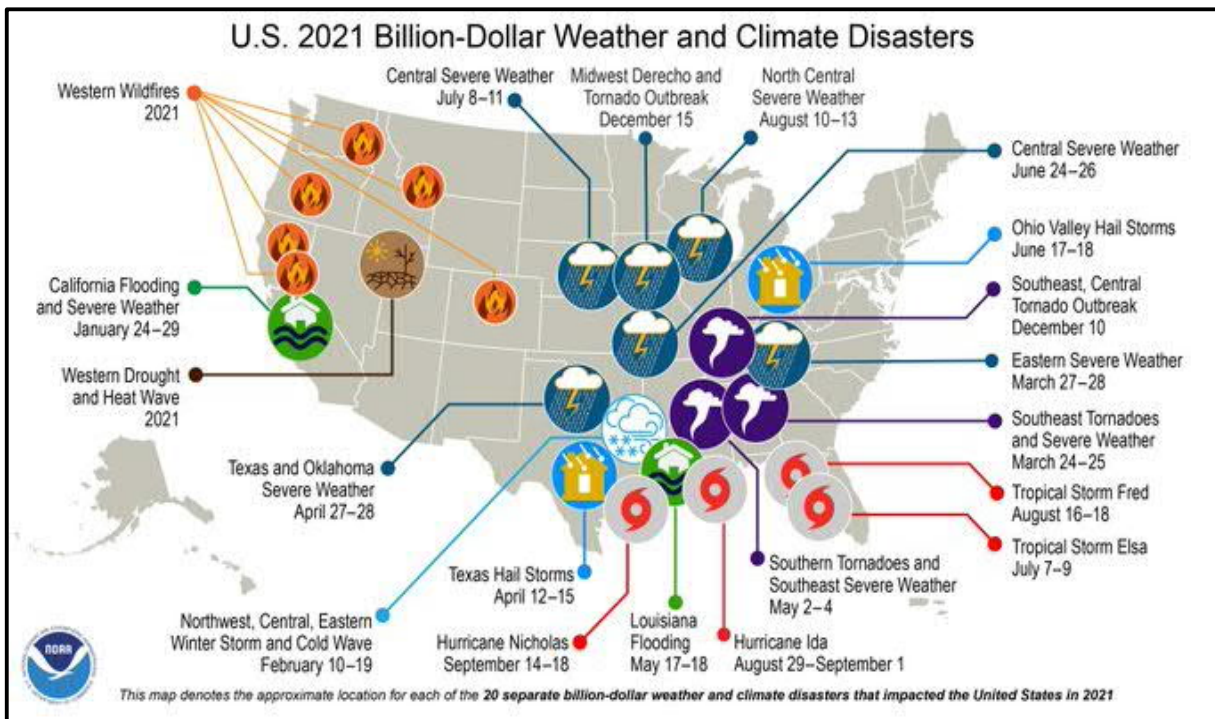 U.S. 2021 Billion-Dollar Weather and Climate Disasters
Western Wildfires
2021
Central Severe Weather
July 8–11
Midwest Derecho and
Tornado Outbreak
December 15
North Central
Severe Weather
August 10–13
Central Severe Weather
June 24–26
Ohio Valley Hail Storms
June 17–18
Southeast, Central
Tornado Outbreak
December 10
Eastern Severe Weather
March 27–28
Southeast Tornadoes
and Severe Weather
March 24–25
Tropical Storm Fred
August 16–18
Tropical Storm Elsa
July 7–9
California Flooding
and Severe Weather
January 24–29
Western Drought
and Heat Wave
2021
Texas and Oklahoma
Severe Weather
April 27–28
Texas Hail Storms
April 12–15
Southern Tornadoes and
Southeast Severe Weather
May 2–4
Northwest, Central, Eastern
Winter Storm and Cold Wave
February 10–19
Hurricane Nicholas
September 14–18
Louisiana
Flooding
May 17–18
Hurricane Ida
August 29–September 1
NOAA
This map denotes the approximate location for each of the 20 separate billion-dollar weather and climate disasters that impacted the United States in 2021